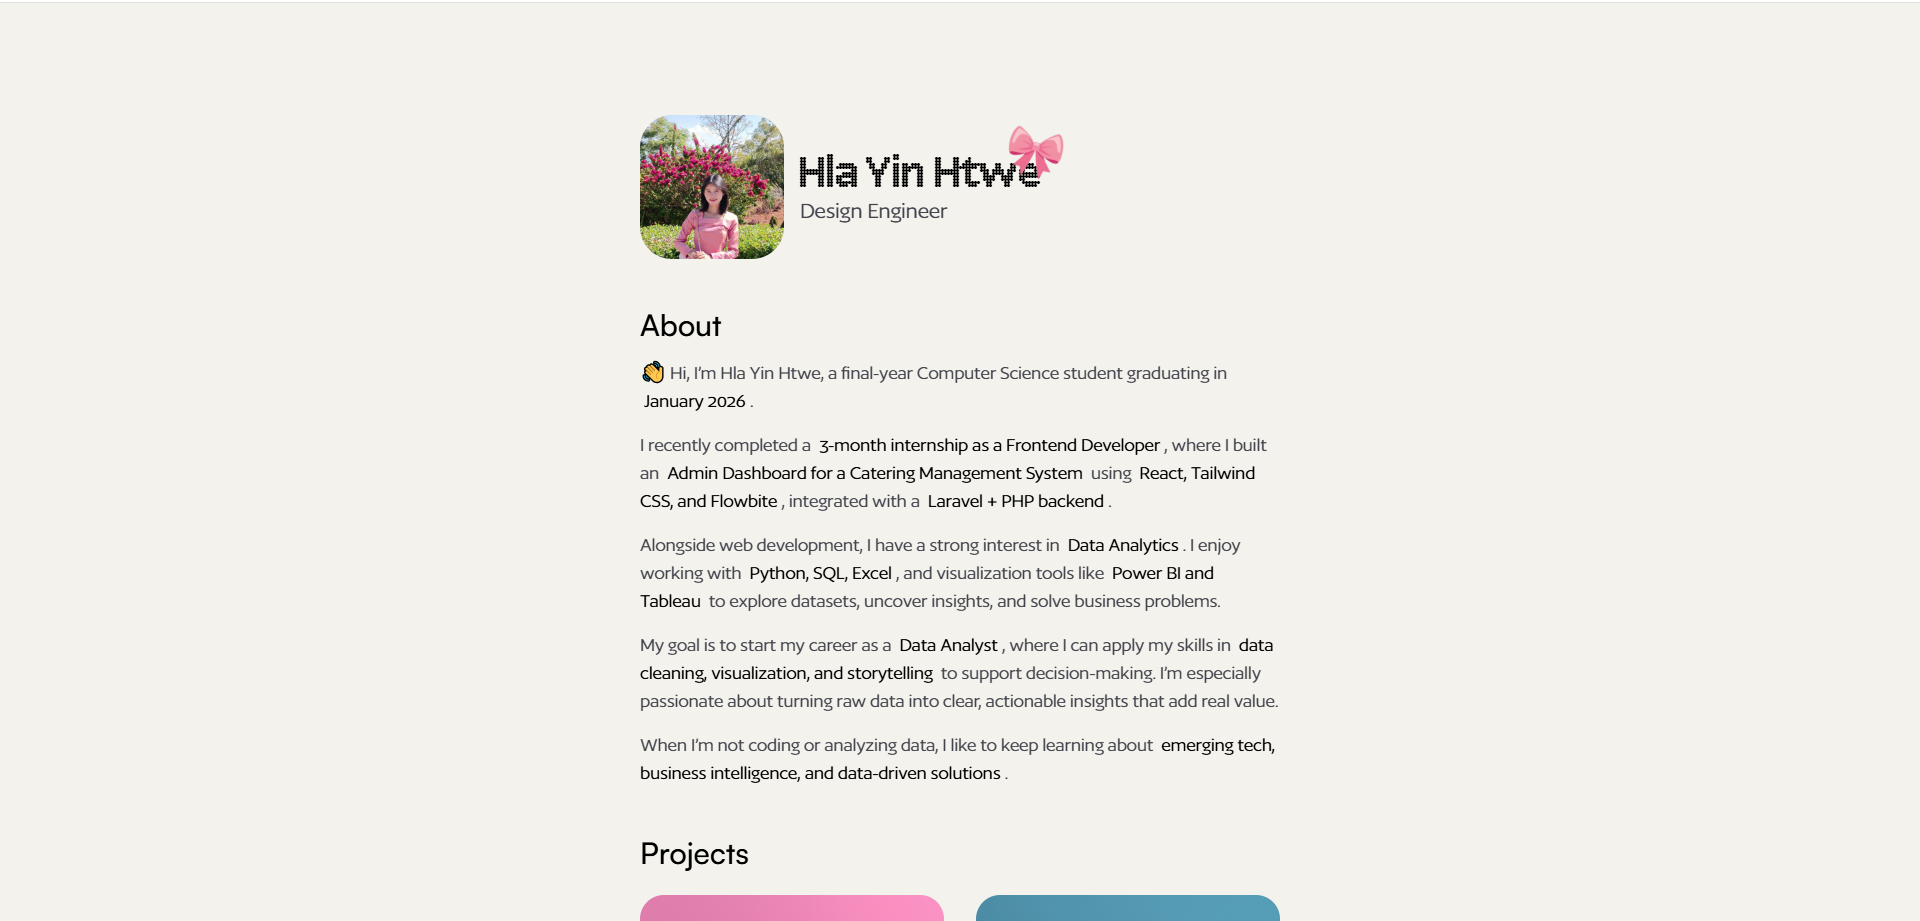 Hla Yin Htwe
Design Engineer
About
👋 Hi, I’m Hla Yin Htwe, a final-year Computer Science student graduating in
January 2026 .
I recently completed a 3-month internship as a Frontend Developer , where I built
an Admin Dashboard for a Catering Management System using React, Tailwind
CSS, and Flowbite , integrated with a Laravel + PHP backend .
Alongside web development, I have a strong interest in Data Analytics . I enjoy
working with Python, SQL, Excel , and visualization tools like Power BI and
Tableau to explore datasets, uncover insights, and solve business problems.
My goal is to start my career as a Data Analyst , where I can apply my skills in data
cleaning, visualization, and storytelling to support decision-making. I’m especially
passionate about turning raw data into clear, actionable insights that add real value.
When I’m not coding or analyzing data, I like to keep learning about emerging tech,
business intelligence, and data-driven solutions .
Projects